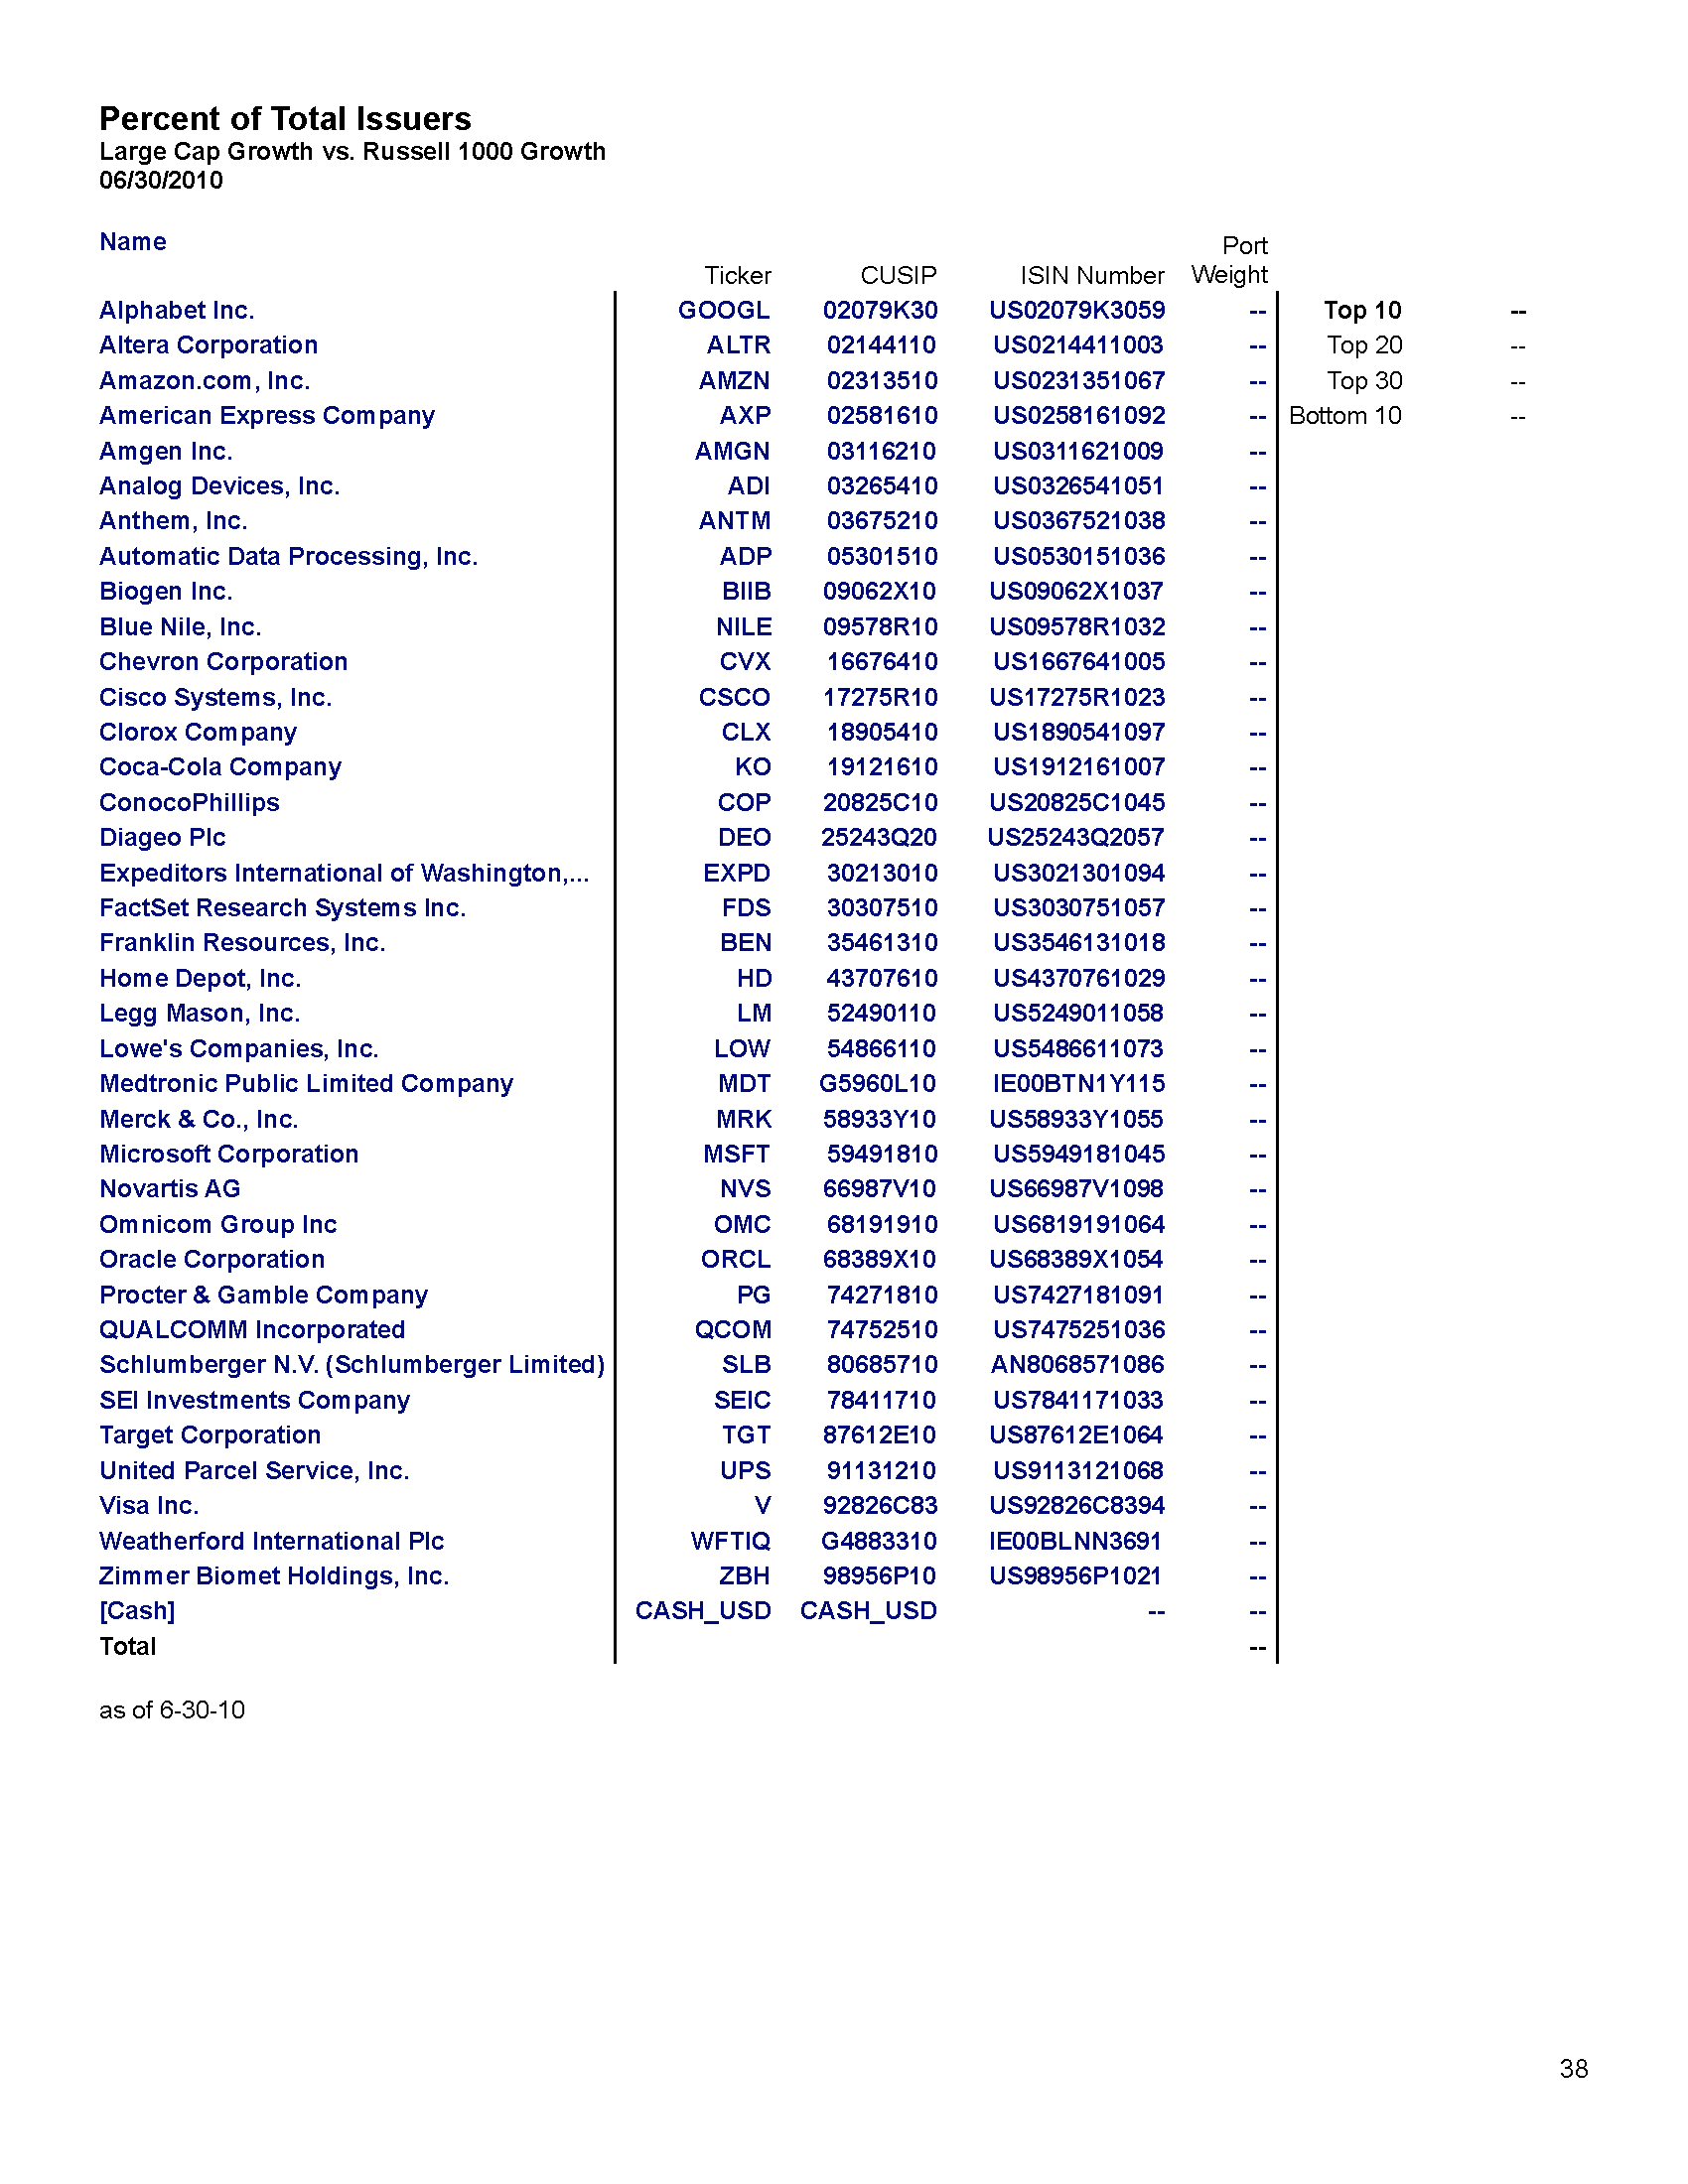 Percent of Total Issuers
Large Cap Growth vs. Russell 1000 Growth
06/30/2010
Name Ticker CUSIP ISIN Number Port Weight
Alphabet Inc. GOOGL 02079K30 US02079K3059 -- Top 10 --
Altera Corporation ALTR 02144110 US0214411003 -- Top 20 --
Amazon.com, Inc. AMZN 02313510 US0231351067 -- Top 30 --
American Express Company AXP 02581610 US0258161092 -- Bottom 10 --
Amgen Inc. AMGN 03116210 US0311621009 --
Analog Devices, Inc. ADI 03265410 US0326541051 --
Anthem, Inc. ANTM 03675210 US0367521038 --
Automatic Data Processing, Inc. ADP 05301510 US0530151036 --
Biogen Inc. BIIB 09062X10 US09062X1037 --
Blue Nile, Inc. NILE 09578R10 US09578R1032 --
Chevron Corporation CVX 16676410 US1667641005 --
Cisco Systems, Inc. CSCO 17275R10 US17275R1023 --
Clorox Company CLX 18905410 US1890541097 --
Coca-Cola Company KO 19121610 US1912161007 --
ConocoPhillips COP 20825C10 US20825C1045 --
Diageo Plc DEO 25243Q20 US25243Q2057 --
Expeditors International of Washington,... EXPD 30213010 US3021301094 --
FactSet Research Systems Inc. FDS 30307510 US3030751057 --
Franklin Resources, Inc. BEN 35461310 US3546131018 --
Home Depot, Inc. HD 43707610 US4370761029 --
Legg Mason, Inc. LM 52490110 US5249011058 --
Lowe's Companies, Inc. LOW 54866110 US5486611073 --
Medtronic Public Limited Company MDT G5960L10 IE00BTN1Y115 --
Merck & Co., Inc. MRK 58933Y10 US58933Y1055 --
Microsoft Corporation MSFT 59491810 US5949181045 --
Novartis AG NVS 66987V10 US66987V1098 --
Omnicom Group Inc OMC 68191910 US6819191064 --
Oracle Corporation ORCL 68389X10 US68389X1054 --
Procter & Gamble Company PG 74271810 US7427181091 --
QUALCOMM Incorporated QCOM 74752510 US7475251036 --
Schlumberger N.V. (Schlumberger Limited) SLB 80685710 AN8068571086 --
SEI Investments Company SEIC 78411710 US7841171033 --
Target Corporation TGT 87612E10 US87612E1064 --
United Parcel Service, Inc. UPS 91131210 US9113121068 --
Visa Inc. V 92826C83 US92826C8394 --
Weatherford International Plc WFTIQ G4883310 IE00BLNN3691 --
Zimmer Biomet Holdings, Inc. ZBH 98956P10 US98956P1021 --
[Cash] CASH_USD CASH_USD -- --
Total --
as of 6-30-10
38